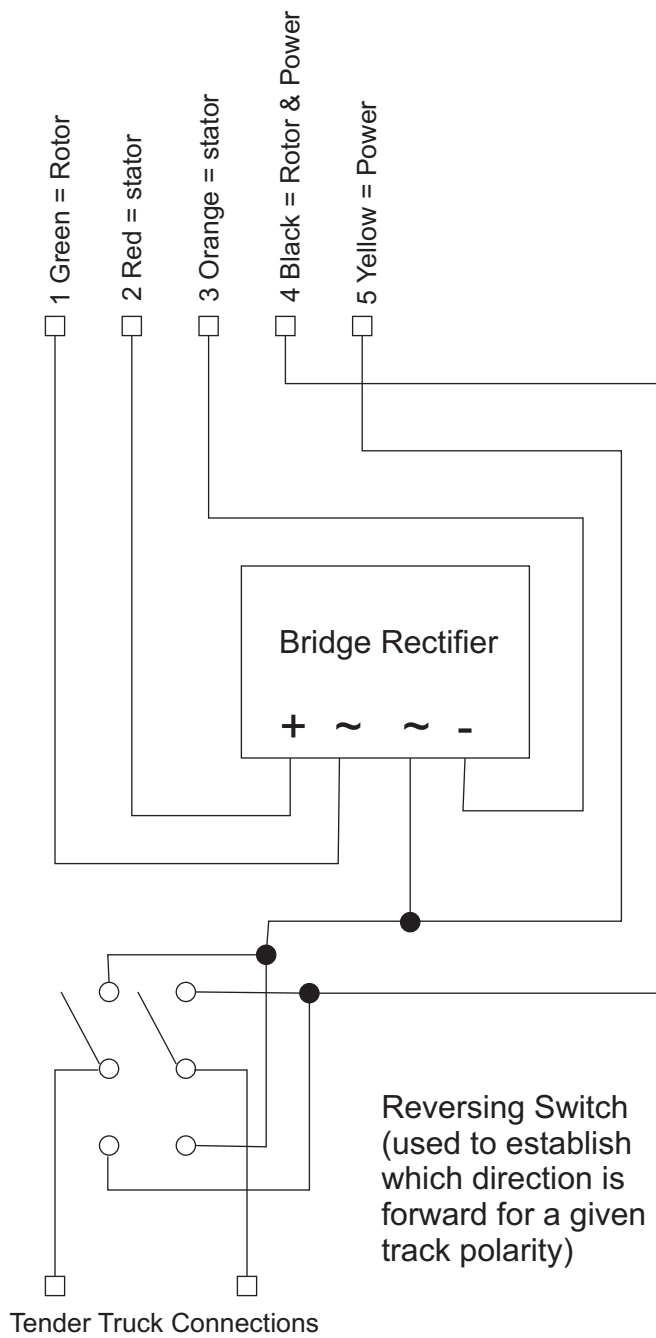 1 Green = Rotor
2 Red = stator
3 Orange = stator
4 Black = Rotor & Power
5 Yellow = Power
Bridge Rectifier
+ ~ ~ -
Reversing Switch
(used to establish
which direction is
forward for a given
track polarity)
Tender Truck Connections